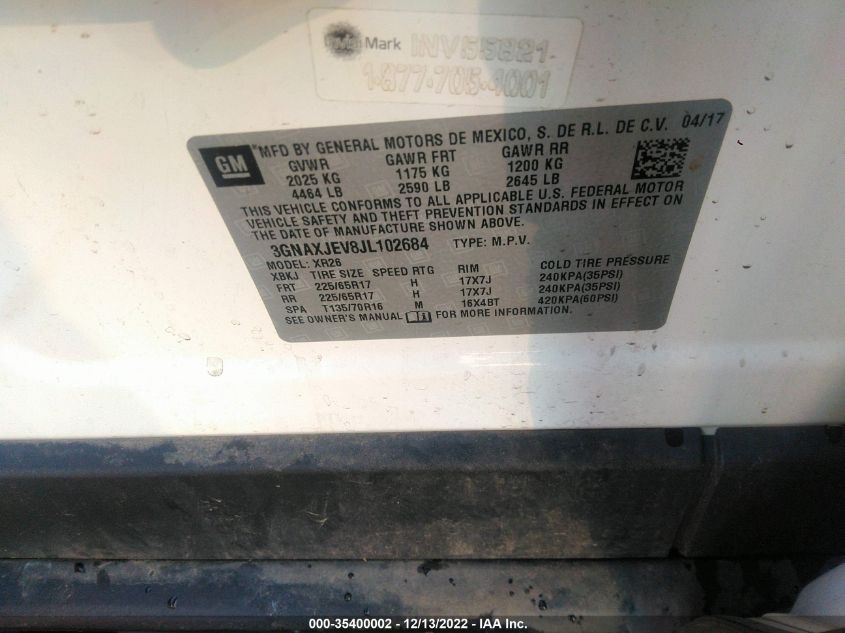 Mark INV55821
1-877-705-4001
GM
*MFD BY GENERAL MOTORS DE MEXICO, S. DE R.L. DE C.V. 04/17
GVWR GAWR FRT GAWR RR
2025 KG 1175 KG 1200 KG
4464 LB 2590 LB 2645 LB
THIS VEHICLE CONFORMS TO ALL APPLICABLE U.S. FEDERAL MOTOR
VEHICLE SAFETY AND THEFT PREVENTION STANDARDS IN EFFECT ON
THE DATE OF MANUFACTURE SHOWN ABOVE.
3GNAXJEV8JL102684 TYPE: M.P.V.
MODEL: XR26
XBKJ TIRE SIZE SPEED RTG RIM COLD TIRE PRESSURE
FRT 225/65R17 H 17X7J 240KPA(35PSI)
RR 225/65R17 H 17X7J 240KPA(35PSI)
SPA T135/70R16 M 16X4BT 420KPA(60PSI)
SEE OWNER'S MANUAL FOR MORE INFORMATION.
000-35400002 - 12/13/2022 - IAA Inc.